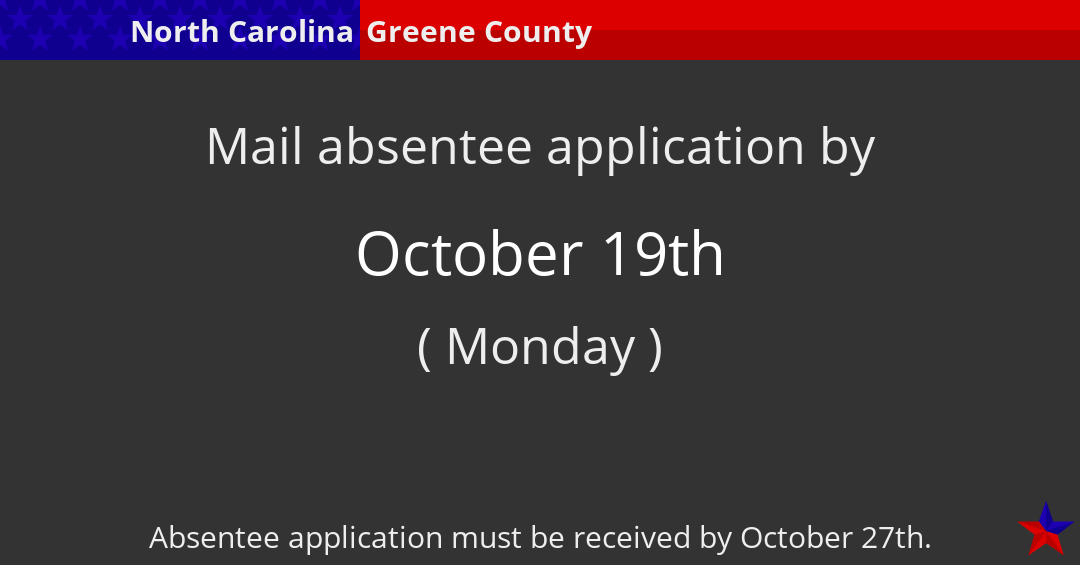 North Carolina Greene County
Mail absentee application by
October 19th
( Monday )
Absentee application must be received by October 27th.